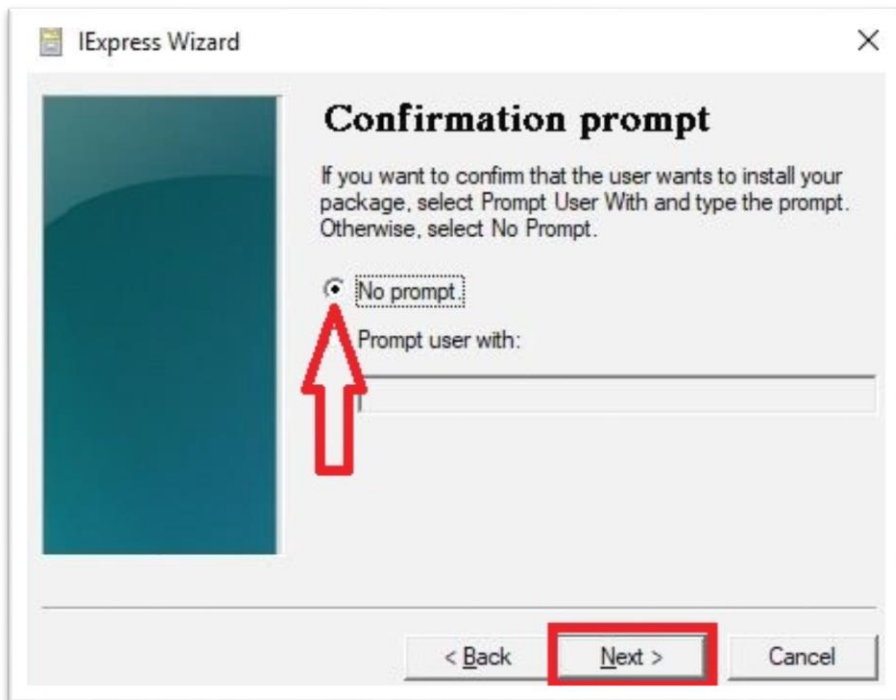 IExpress Wizard
Confirmation prompt
If you want to confirm that the user wants to install your
package, select Prompt User With and type the prompt.
Otherwise, select No Prompt.
No prompt.
Prompt user with:
< Back
Next >
Cancel